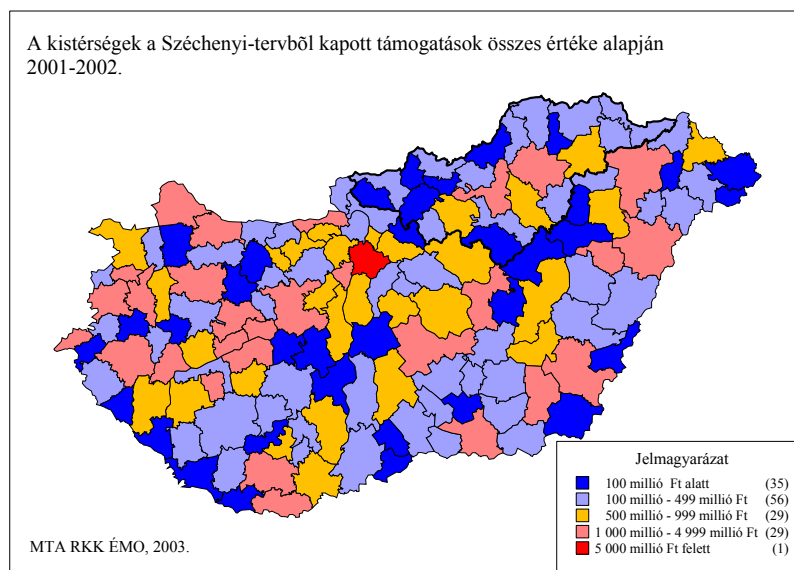 A kistérségek a Széchenyi-tervbõl kapott támogatások összes értéke alapján
2001-2002.
Jelmagyarázat
100 millió Ft alatt (35)
100 millió - 499 millió Ft (56)
500 millió - 999 millió Ft (29)
1 000 millió - 4 999 millió Ft (29)
5 000 millió Ft felett (1)
MTA RKK ÉMO, 2003.